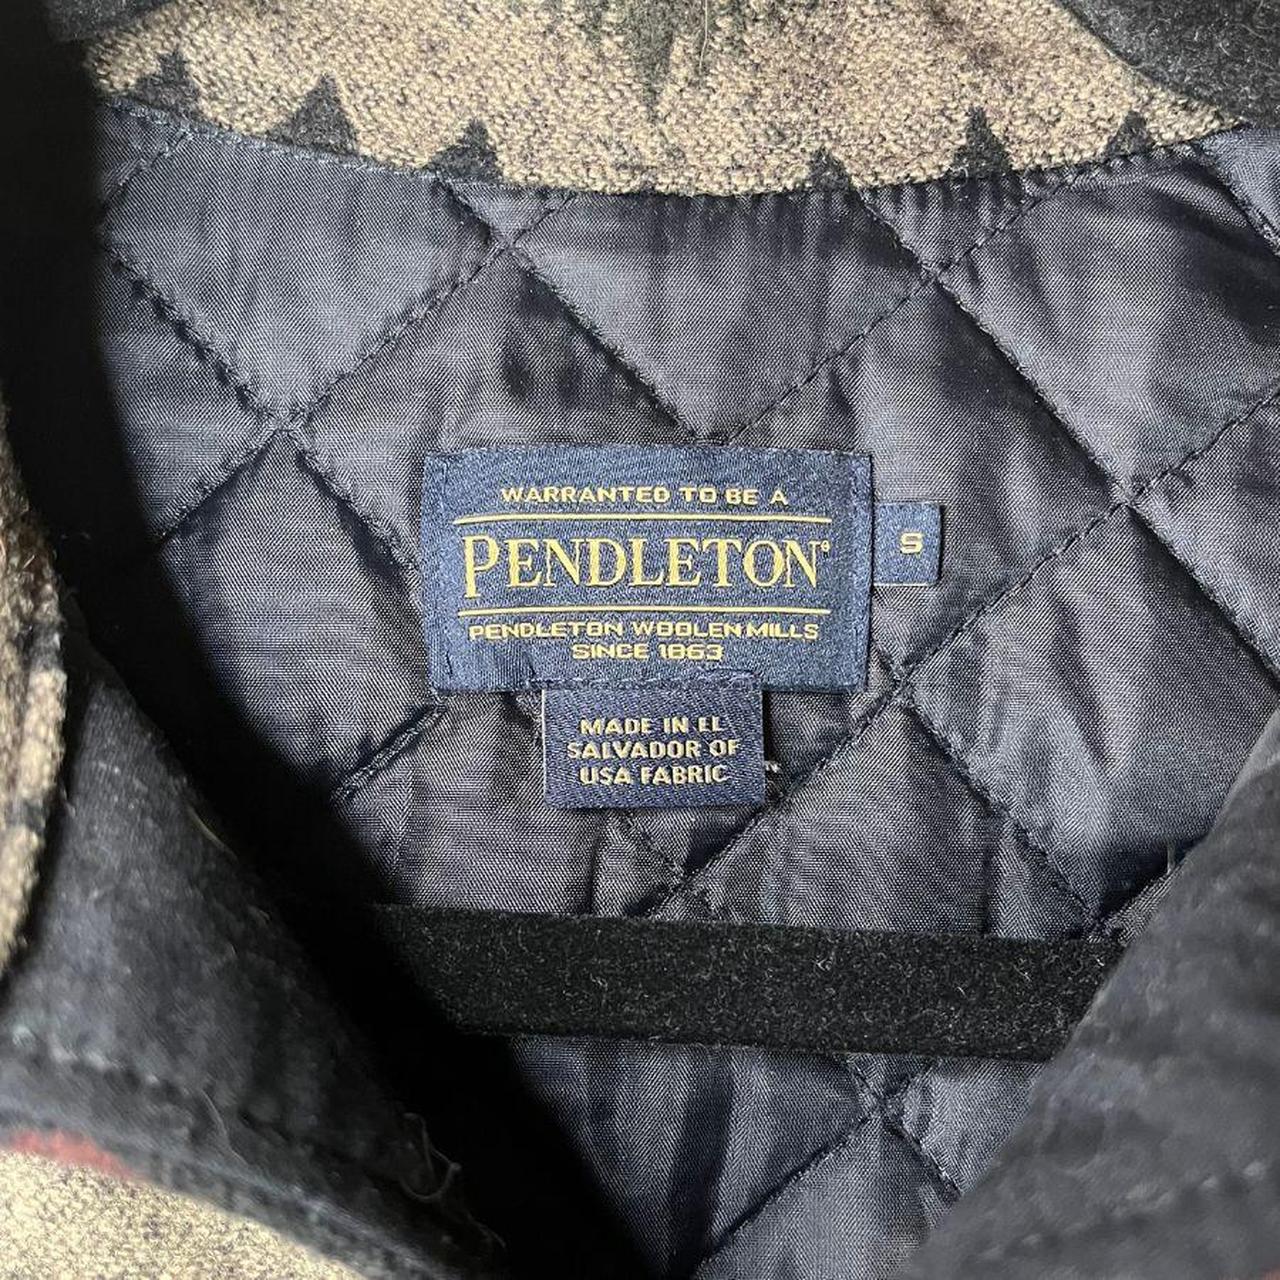 WARRANTED TO BE A
PENDLETON®
S
PENDLETON WOOLEN MILLS
SINCE 1863
MADE IN EL
SALVADOR OF
USA FABRIC